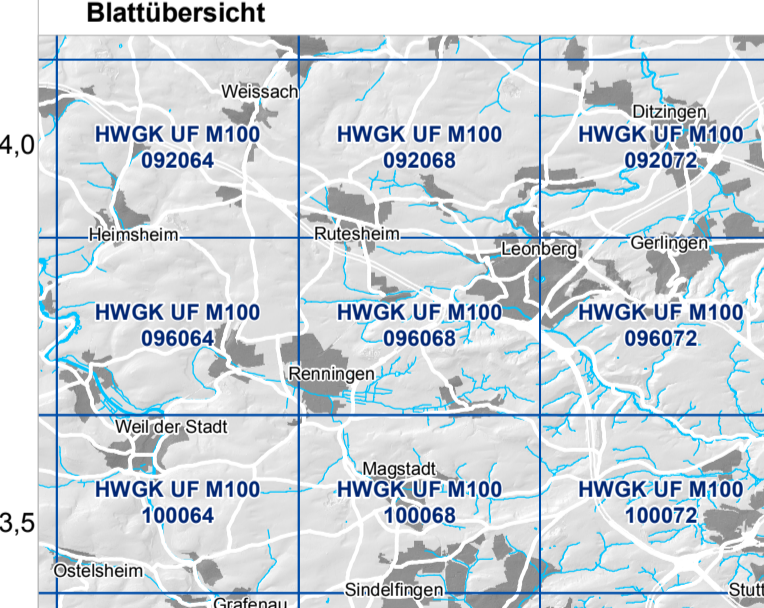 Blattübersicht
Weissach
Ditzingen
4,0
HWGK UF M100
092064
HWGK UF M100
092068
HWGK UF M100
092072
Heimsheim
Rutesheim
Leonberg
Gerlingen
HWGK UF M100
096064
HWGK UF M100
096068
HWGK UF M100
096072
Renningen
Weil der Stadt
Magstadt
HWGK UF M100
100064
HWGK UF M100
100068
HWGK UF M100
100072
3,5
Ostelsheim
Sindelfingen
Stutt
Grafenau